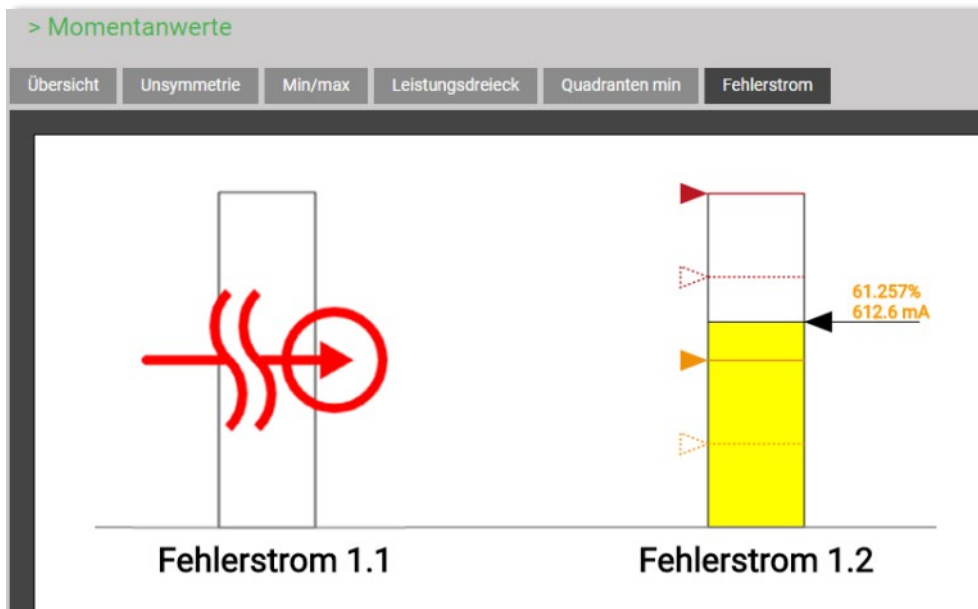 > Momentanwerte
Übersicht Unsymmetrie Min/max Leistungsdreieck Quadranten min Fehlerstrom
61.257%
612.6 mA
Fehlerstrom 1.1 Fehlerstrom 1.2